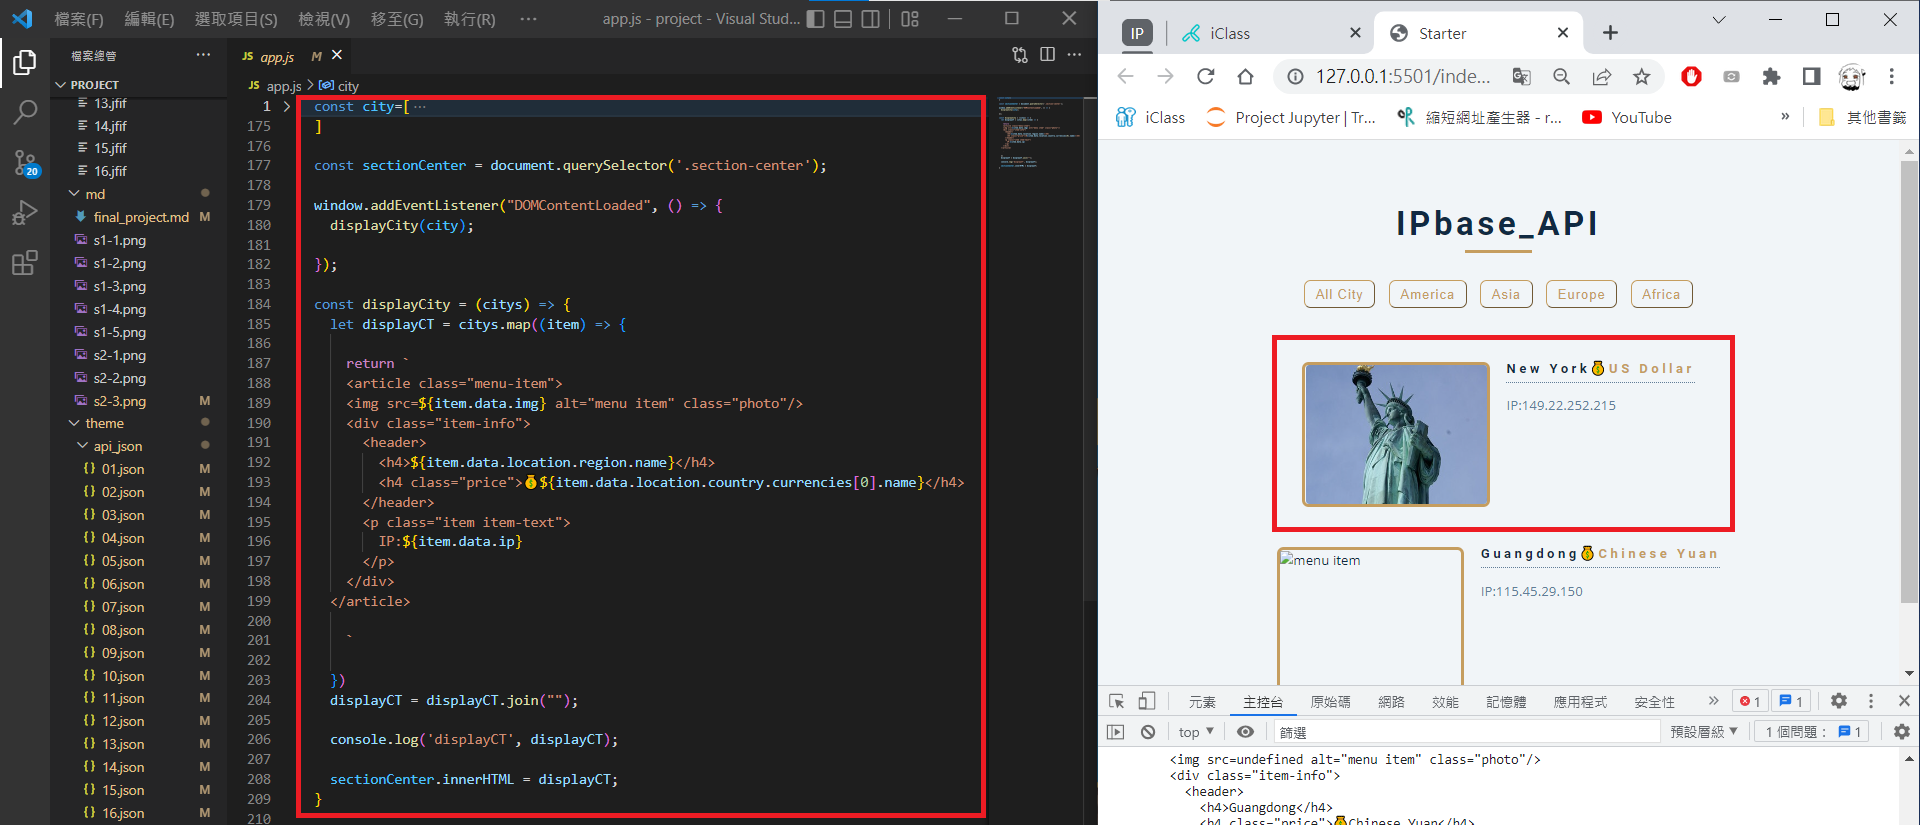 檔案(F) 編輯(E) 選取項目(S) 檢視(V) 移至(G) 執行(R) ··· app.js - project - Visual Stud...
檔案總管 ···
PROJECT
13.jfif
14.jfif
15.jfif
16.jfif
md
final_project.md M
s1-1.png
s1-2.png
s1-3.png
s1-4.png
s1-5.png
s2-1.png
s2-2.png
s2-3.png M
theme
api_json
{} 01.json M
{} 02.json M
{} 03.json M
{} 04.json M
{} 05.json M
{} 06.json M
{} 07.json M
{} 08.json M
{} 09.json M
{} 10.json M
{} 11.json M
{} 12.json M
{} 13.json M
{} 14.json M
{} 15.json M
{} 16.json M
20
JS app.js M
JS app.js > city
1 const city=[ ···
175 ]
176
177 const sectionCenter = document.querySelector('.section-center');
178
179 window.addEventListener("DOMContentLoaded", () => {
180 displayCity(city);
181
182 });
183
184 const displayCity = (citys) => {
185 let displayCT = citys.map((item) => {
186
187 return `
188 <article class="menu-item">
189 <img src=${item.data.img} alt="menu item" class="photo"/>
190 <div class="item-info">
191 <header>
192 <h4>${item.data.location.region.name}</h4>
193 <h4 class="price">💰${item.data.location.country.currencies[0].name}</h4>
194 </header>
195 <p class="item item-text">
196 IP:${item.data.ip}
197 </p>
198 </div>
199 </article>
200
201 `
202
203 })
204 displayCT = displayCT.join("");
205
206 console.log('displayCT', displayCT);
207
208 sectionCenter.innerHTML = displayCT;
209 }
210
IP iClass Starter
127.0.0.1:5501/inde...
iClass Project Jupyter | Tr... 縮短網址產生器 - r... YouTube » 其他書籤
IPbase_API
All City America Asia Europe Africa
New York💰US Dollar
IP:149.22.252.215
menu item
Guangdong💰Chinese Yuan
IP:115.45.29.150
元素 主控台 原始碼 網路 效能 記憶體 應用程式 安全性 » 1 1
top 篩選 預設層級 1 個問題： 1
<img src=undefined alt="menu item" class="photo"/>
<div class="item-info">
<header>
<h4>Guangdong</h4>
<h4 class="price">💰Chinese Yuan</h4>